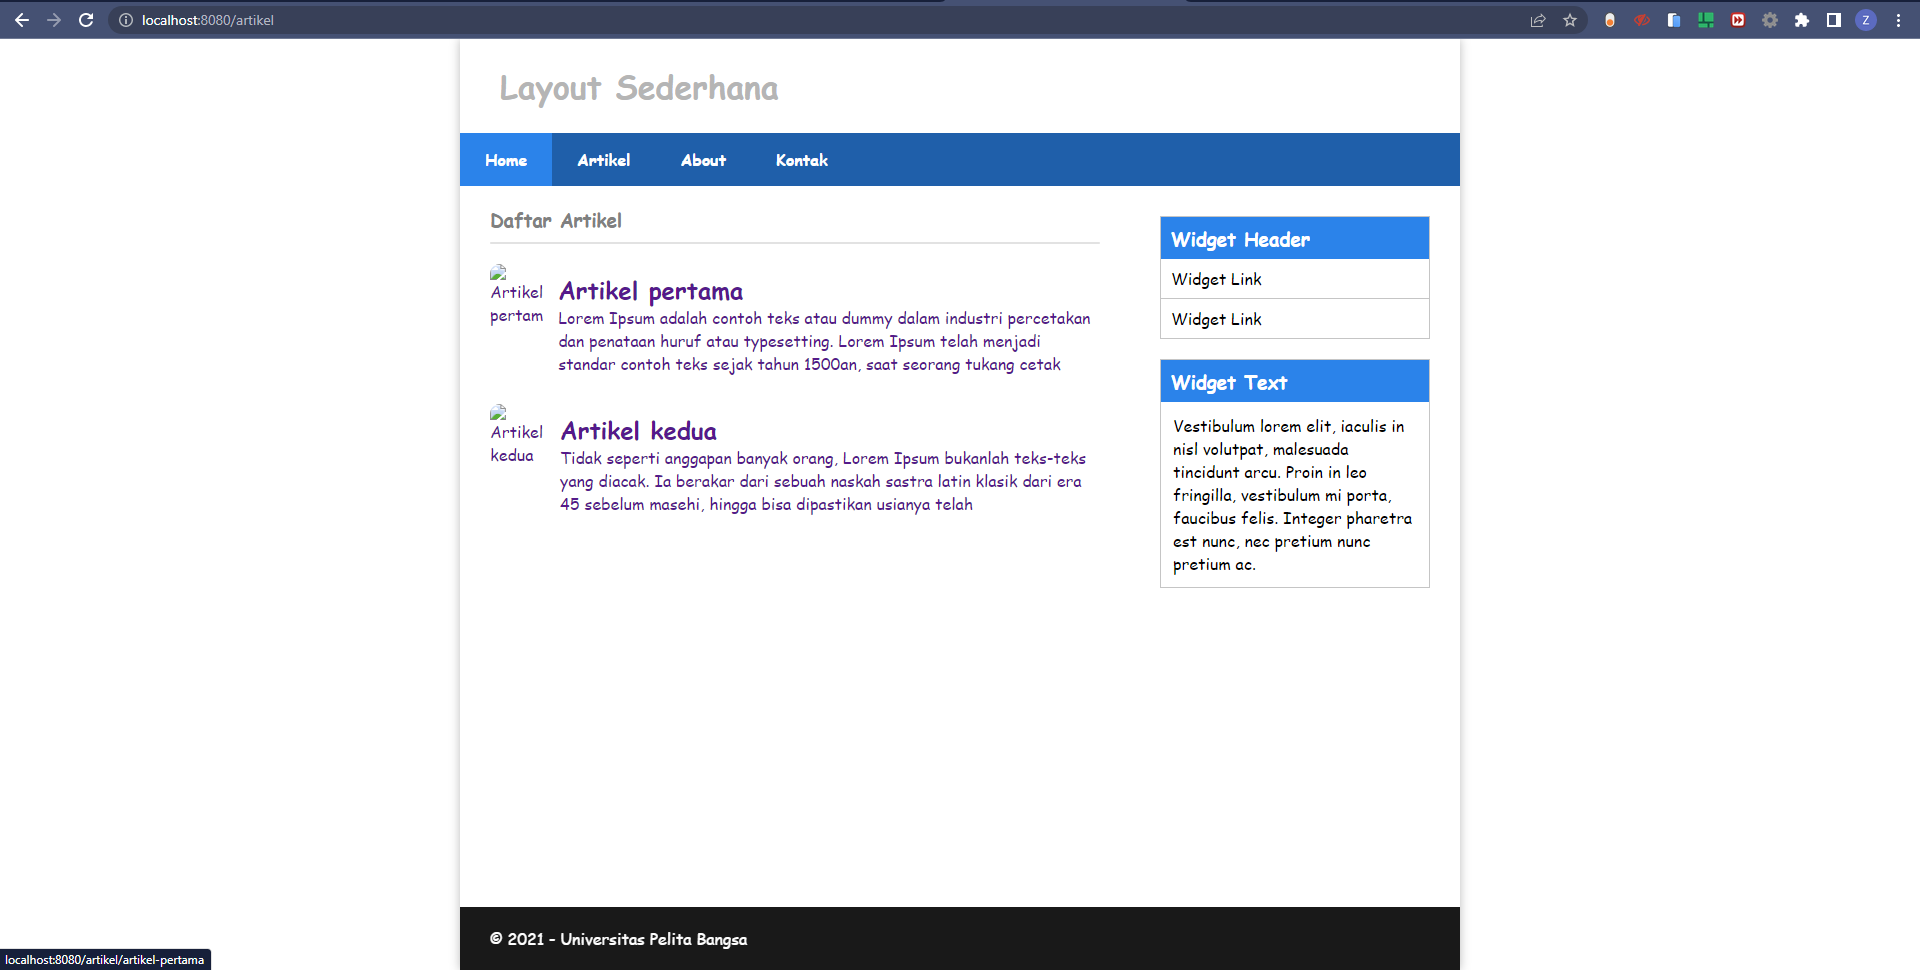 localhost:8080/artikel
Z
Layout Sederhana
Home Artikel About Kontak
Daftar Artikel
Artikel
pertam
Artikel pertama
Lorem Ipsum adalah contoh teks atau dummy dalam industri percetakan
dan penataan huruf atau typesetting. Lorem Ipsum telah menjadi
standar contoh teks sejak tahun 1500an, saat seorang tukang cetak
Artikel
kedua
Artikel kedua
Tidak seperti anggapan banyak orang, Lorem Ipsum bukanlah teks-teks
yang diacak. Ia berakar dari sebuah naskah sastra latin klasik dari era
45 sebelum masehi, hingga bisa dipastikan usianya telah
Widget Header
Widget Link
Widget Link
Widget Text
Vestibulum lorem elit, iaculis in
nisl volutpat, malesuada
tincidunt arcu. Proin in leo
fringilla, vestibulum mi porta,
faucibus felis. Integer pharetra
est nunc, nec pretium nunc
pretium ac.
© 2021 - Universitas Pelita Bangsa
localhost:8080/artikel/artikel-pertama